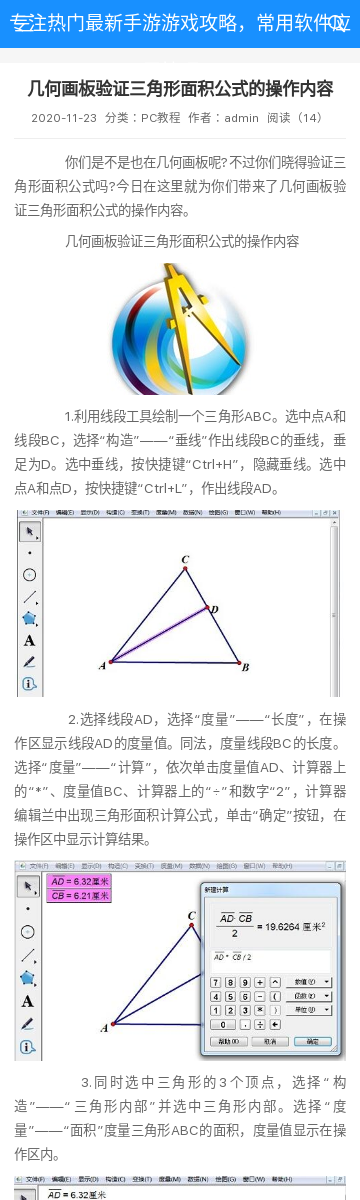 专注热门最新手游游戏攻略，常用软件应
几何画板验证三角形面积公式的操作内容
2020-11-23 分类：PC教程 作者：admin 阅读（14）
你们是不是也在几何画板呢?不过你们晓得验证三
角形面积公式吗?今日在这里就为你们带来了几何画板验
证三角形面积公式的操作内容。
几何画板验证三角形面积公式的操作内容
1.利用线段工具绘制一个三角形ABC。选中点A和
线段BC，选择“构造”——“垂线”作出线段BC的垂线，垂
足为D。选中垂线，按快捷键“Ctrl+H”，隐藏垂线。选中
点A和点D，按快捷键“Ctrl+L”，作出线段AD。
文件(F) 编辑(E) 显示(D) 构造(C) 变换(T) 度量(M) 数据(N) 绘图(G) 窗口(W) 帮助(H)
C
D
A
B
A
2.选择线段AD，选择“度量”——“长度”，在操
作区显示线段AD的度量值。同法，度量线段BC的长度。
选择“度量”——“计算”，依次单击度量值AD、计算器上
的“*”、度量值BC、计算器上的“÷”和数字“2”，计算器
编辑兰中出现三角形面积计算公式，单击“确定”按钮，在
操作区中显示计算结果。
文件(F) 编辑(E) 显示(D) 构造(C) 变换(T) 度量(M) 数据(N) 绘图(G) 窗口(W) 帮助(H)
AD = 6.32厘米
CB = 6.21厘米
新建计算
AD· CB
2
= 19.6264 厘米²
AD * CB / 2
7 8 9 + ^ 数值(V)
4 5 6 - ( 函数(F)
1 2 3 * ) 单位(U)
0 . ÷ ←
帮助(H) 取消 确定
C
A
A
3.同时选中三角形的3个顶点，选择“构
造”——“三角形内部”并选中三角形内部。选择“度
量”——“面积”度量三角形ABC的面积，度量值显示在操
作区内。
文件(F) 编辑(E) 显示(D) 构造(C) 变换(T) 度量(M) 数据(N) 绘图(G) 窗口(W) 帮助(H)
AD = 6.32厘米